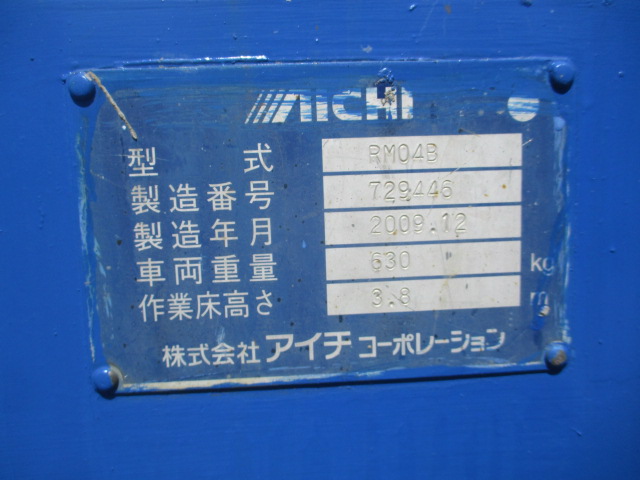 AICHI
型式 RM04B
製造番号 729446
製造年月 2009.12
車両重量 630 kg
作業床高さ 3.8 m
株式会社 アイチ コーポレーション